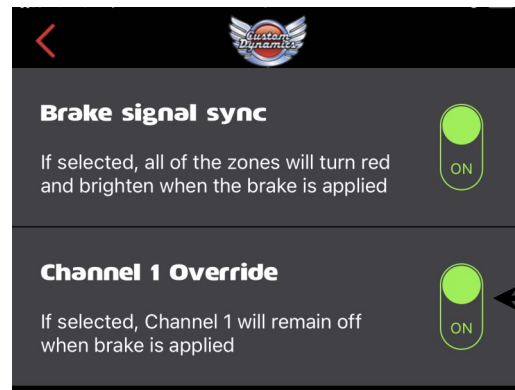 Custom
Dynamics
Brake signal sync
If selected, all of the zones will turn red
and brighten when the brake is applied
ON
Channel 1 Override
If selected, Channel 1 will remain off
when brake is applied
ON